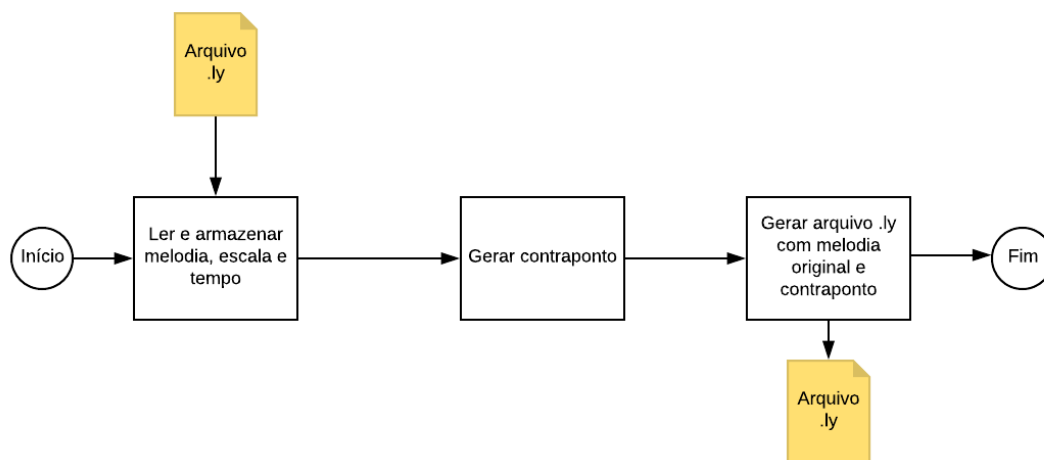 Arquivo
.ly
Início
Ler e armazenar
melodia, escala e
tempo
Gerar contraponto
Gerar arquivo .ly
com melodia
original e
contraponto
Fim
Arquivo
.ly